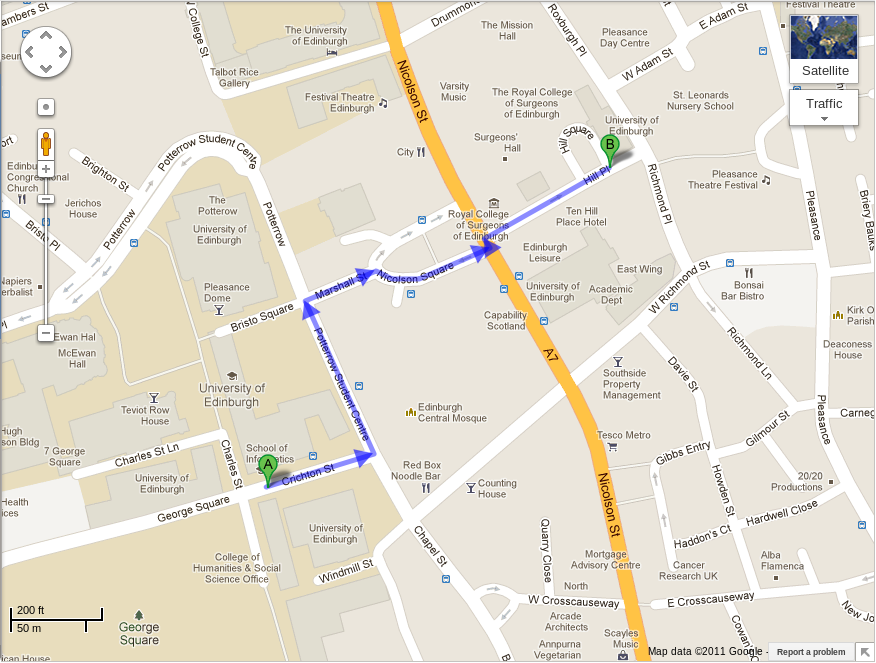 ambers St
College St
The University
of Edinburgh
Talbot Rice
Gallery
Festival Theatre
Edinburgh
Drummond
The Mission
Hall
Roxburgh Pl
Pleasance
Day Centre
E Adam St
Festival Theatre
Satellite
Traffic
W Adam St
Nicolson St
Varsity
Music
The Royal College
of Surgeons
of Edinburgh
St. Leonards
Nursery School
University of
Edinburgh
Surgeons'
Hall
City
Hill Square
B
Hill Pl
Richmond Pl
Pleasance
Theatre Festival
Pleasance
Briery Bauks
Potterrow Student Centre
Brighton St
Edinbu
Congregational
Church
Jerichos
House
Bristo Pl
Potterrow
The
Potterrow
University of
Edinburgh
Potterrow
Royal College
of Surgeons
of Edinburgh
Ten Hill
Place Hotel
Edinburgh
Leisure
East Wing
Academic
Dept
University of
Edinburgh
W Richmond St
Bonsai
Bar Bistro
Kirk O
Parish
Deaconess
House
Napiers
erbalist
Pleasance
Dome
Bristo Square
Marshall St
Nicolson Square
Capability
Scotland
A7
Ewan Hal
McEwan
Hall
Potterrow Student Centre
University of
Edinburgh
Teviot Row
House
Edinburgh
Central Mosque
Southside
Property
Management
Davie St
Richmond Ln
Pleasance
Carneg
Hugh
son Bldg
7 George
Square
Charles St Ln
Charles St
School of
Informatics
A
Crichton St
Tesco Metro
Gibbs Entry
Gilmour St
University of
Edinburgh
Health
ices
George Square
Red Box
Noodle Bar
Counting
House
Nicolson St
Howden St
20/20
Productions
Hardwell Close
Haddon's Ct
University of
Edinburgh
Chapel St
Quarry Close
College of
Humanities & Social
Science Office
Windmill St
Mortgage
Advisory Centre
Cancer
Research UK
Alba
Flamenca
North
W Crosscauseway
E Crosscauseway
New Jo
Cowan
200 ft
50 m
George
Square
Arcade
Architects
Annpurna
Vegetarian
Scayles
Music
B
ican House
Map data ©2011 Google -
Report a problem